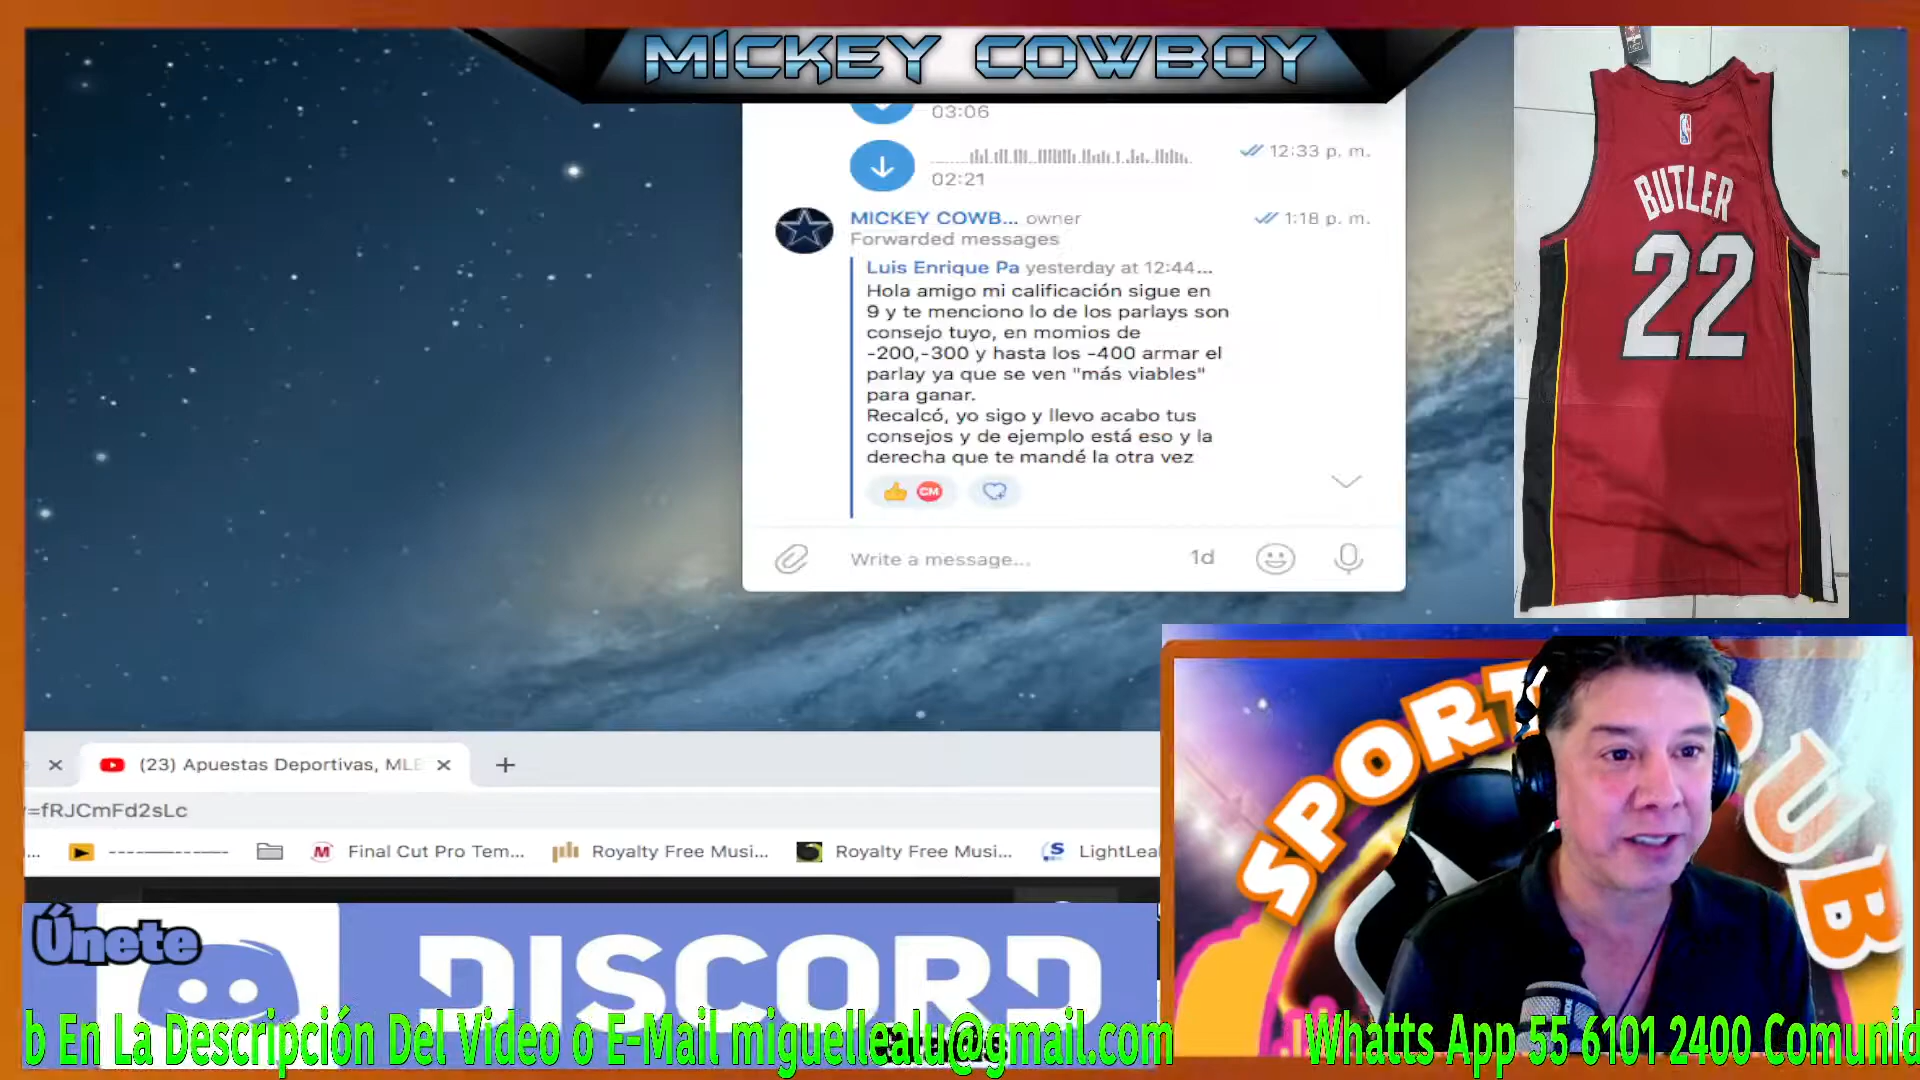 MICKEY COWBOY
03:06
12:33 p. m.
02:21
MICKEY COWB... owner
1:18 p. m.
Forwarded messages
Luis Enrique Pa yesterday at 12:44...
Hola amigo mi calificación sigue en
9 y te menciono lo de los parlays son
consejo tuyo, en momios de
-200,-300 y hasta los -400 armar el
parlay ya que se ven "más viables"
para ganar.
Recalcó, yo sigo y llevo acabo tus
consejos y de ejemplo está eso y la
derecha que te mandé la otra vez
CM
Write a message...
1d
BUTLER
22
(23) Apuestas Deportivas, MLB
=fRJCmFd2sLc
Final Cut Pro Tem...
Royalty Free Musi...
Royalty Free Musi...
LightLea
SPORT
UB
Únete
DISCORD
b En La Descripción Del Video o E-Mail miguellealu@gmail.com
Whatts App 55 6101 2400 Comunid